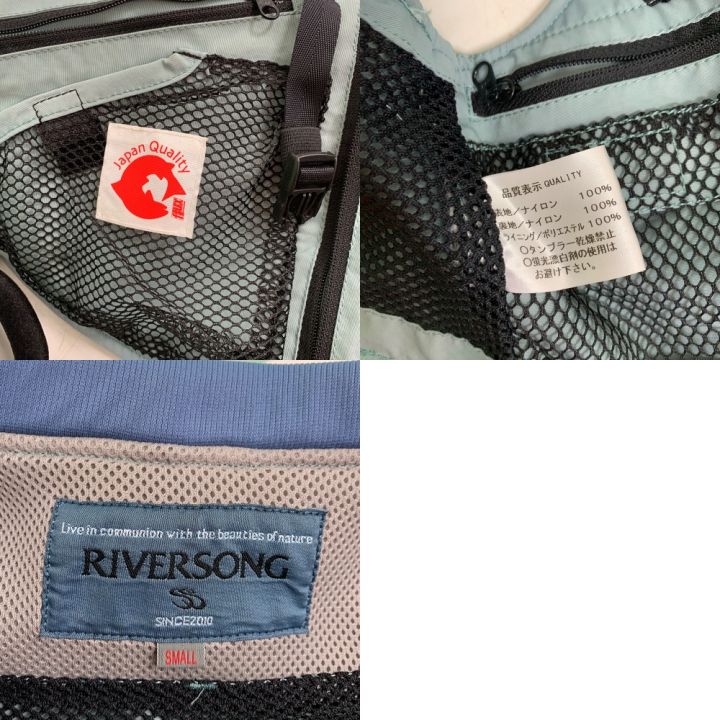 Japan Quality
品質表示 QUALITY
表地/ナイロン 100%
表地/ナイロン 100%
ライニング/ポリエステル 100%
○タンブラー乾燥禁止
○蛍光漂白剤の使用は
お避け下さい。
Live in communion with the beauties of nature
RIVERSONG
SINCE2010
SMALL